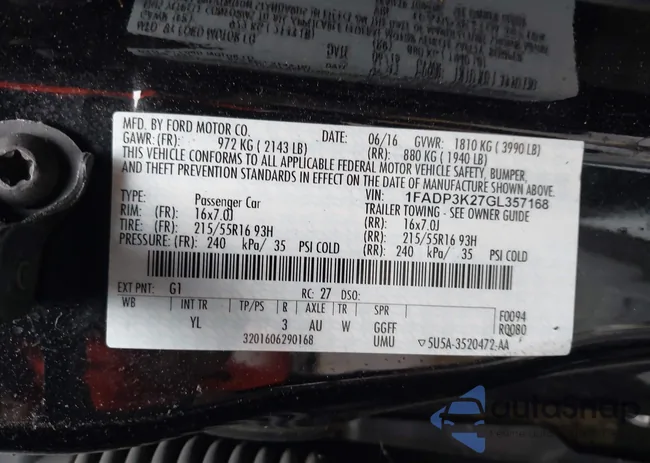 MFD. BY FORD MOTOR CO. DATE: 06/16 GVWR: 1810 KG ( 3990 LB)
GAWR: (FR): 972 KG ( 2143 LB) (RR): 880 KG ( 1940 LB)
THIS VEHICLE CONFORMS TO ALL APPLICABLE FEDERAL MOTOR VEHICLE SAFETY, BUMPER,
AND THEFT PREVENTION STANDARDS IN EFFECT ON THE DATE OF MANUFACTURE SHOWN ABOVE.
VIN: 1FADP3K27GL357168
TYPE: Passenger Car TRAILER TOWING - SEE OWNER GUIDE
RIM: (FR): 16x7.0J (RR): 16x7.0J
TIRE: (FR): 215/55R16 93H (RR): 215/55R16 93H
PRESSURE: (FR): 240 kPa/ 35 PSI COLD (RR): 240 kPa/ 35 PSI COLD
EXT PNT: G1 RC: 27 DSO:
WB INT TR TP/PS R AXLE TR SPR F0094
YL 3 AU W GGFF RQ080
3201606290168 UMU ▽5U5A-3520472-AA
autoSnap